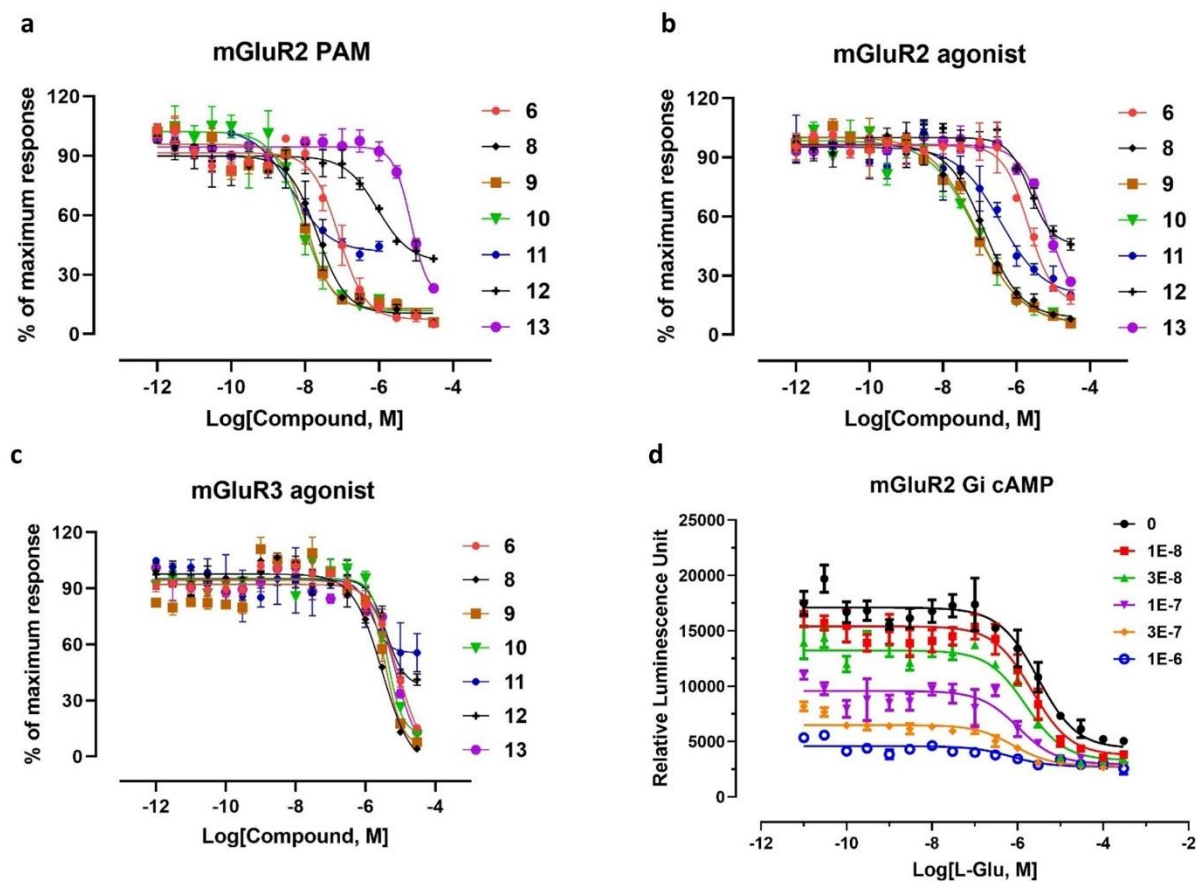 a
mGluR2 PAM
% of maximum response
120
90
60
30
0
-12 -10 -8 -6 -4
Log[Compound, M]
6
8
9
10
11
12
13
b
mGluR2 agonist
% of maximum response
120
90
60
30
0
-12 -10 -8 -6 -4
Log[Compound, M]
6
8
9
10
11
12
13
c
mGluR3 agonist
% of maximum response
120
90
60
30
0
-12 -10 -8 -6 -4
Log[Compound, M]
6
8
9
10
11
12
13
d
mGluR2 Gi cAMP
Relative Luminescence Unit
25000
20000
15000
10000
5000
0
-12 -10 -8 -6 -4 -2
Log[L-Glu, M]
0
1E-8
3E-8
1E-7
3E-7
1E-6